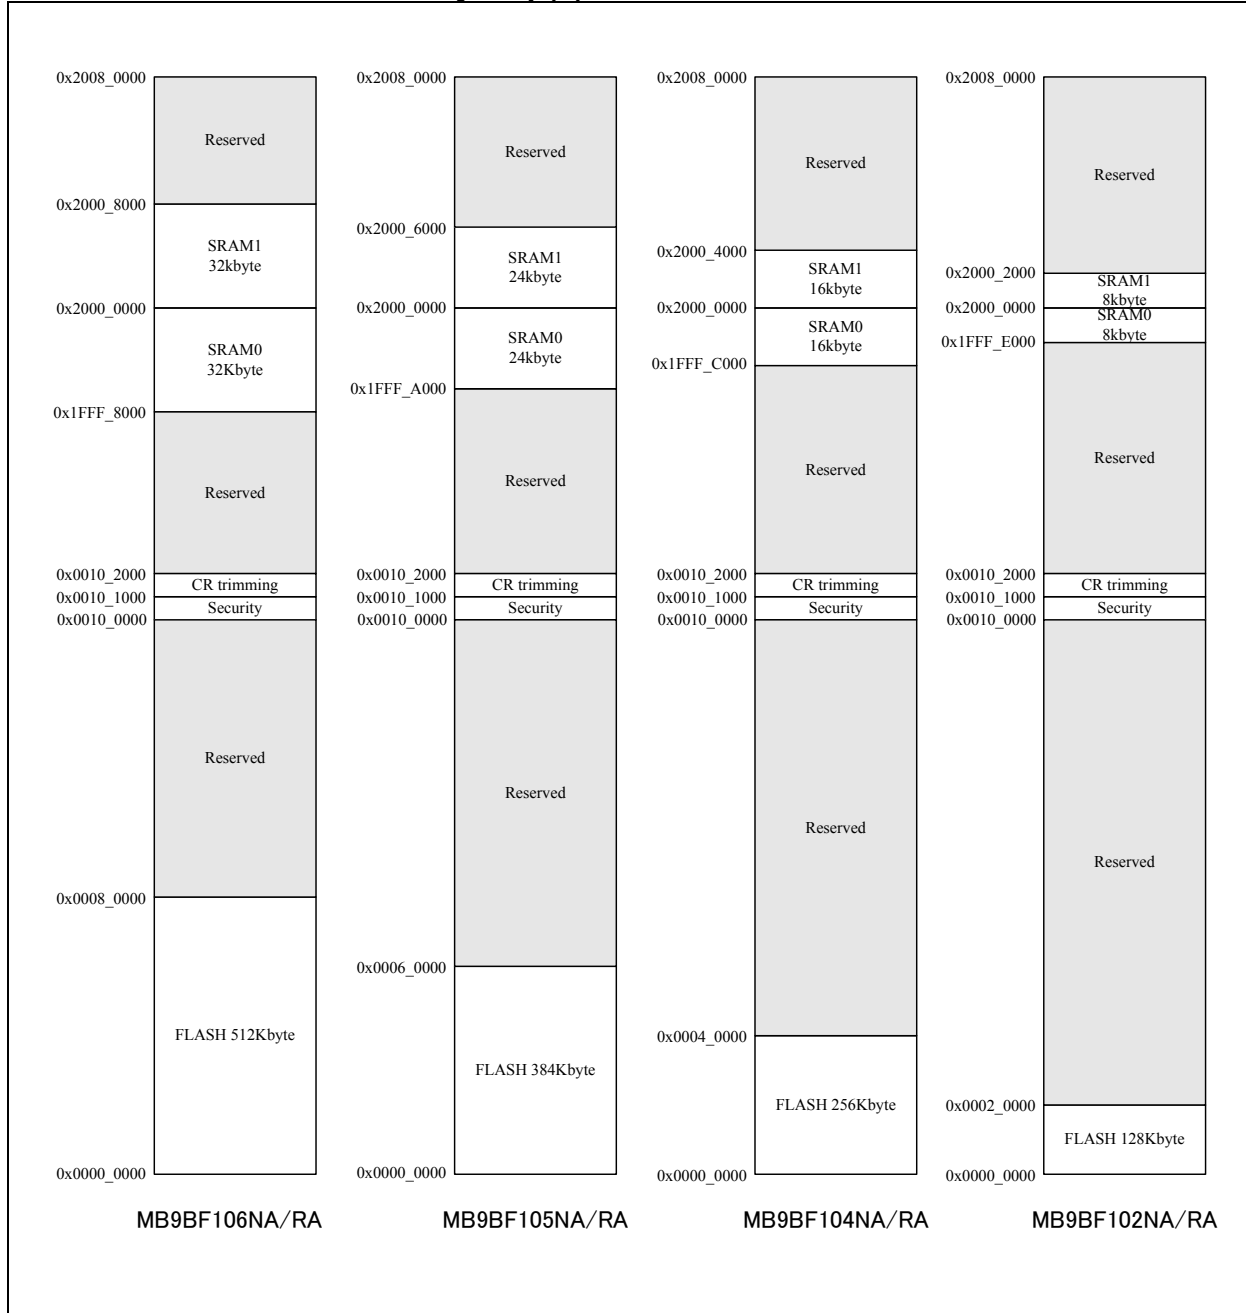 0x2008_0000
Reserved
0x2000_8000
SRAM1
32kbyte
0x2000_0000
SRAM0
32Kbyte
0x1FFF_8000
Reserved
0x0010_2000
CR trimming
0x0010_1000
Security
0x0010_0000
Reserved
0x0008_0000
FLASH 512Kbyte
0x0000_0000
MB9BF106NA/RA
0x2008_0000
Reserved
0x2000_6000
SRAM1
24kbyte
0x2000_0000
SRAM0
24kbyte
0x1FFF_A000
Reserved
0x0010_2000
CR trimming
0x0010_1000
Security
0x0010_0000
Reserved
0x0006_0000
FLASH 384Kbyte
0x0000_0000
MB9BF105NA/RA
0x2008_0000
Reserved
0x2000_4000
SRAM1
16kbyte
0x2000_0000
SRAM0
16kbyte
0x1FFF_C000
Reserved
0x0010_2000
CR trimming
0x0010_1000
Security
0x0010_0000
Reserved
0x0004_0000
FLASH 256Kbyte
0x0000_0000
MB9BF104NA/RA
0x2008_0000
Reserved
0x2000_2000
SRAM1
8kbyte
0x2000_0000
SRAM0
8kbyte
0x1FFF_E000
Reserved
0x0010_2000
CR trimming
0x0010_1000
Security
0x0010_0000
Reserved
0x0002_0000
FLASH 128Kbyte
0x0000_0000
MB9BF102NA/RA